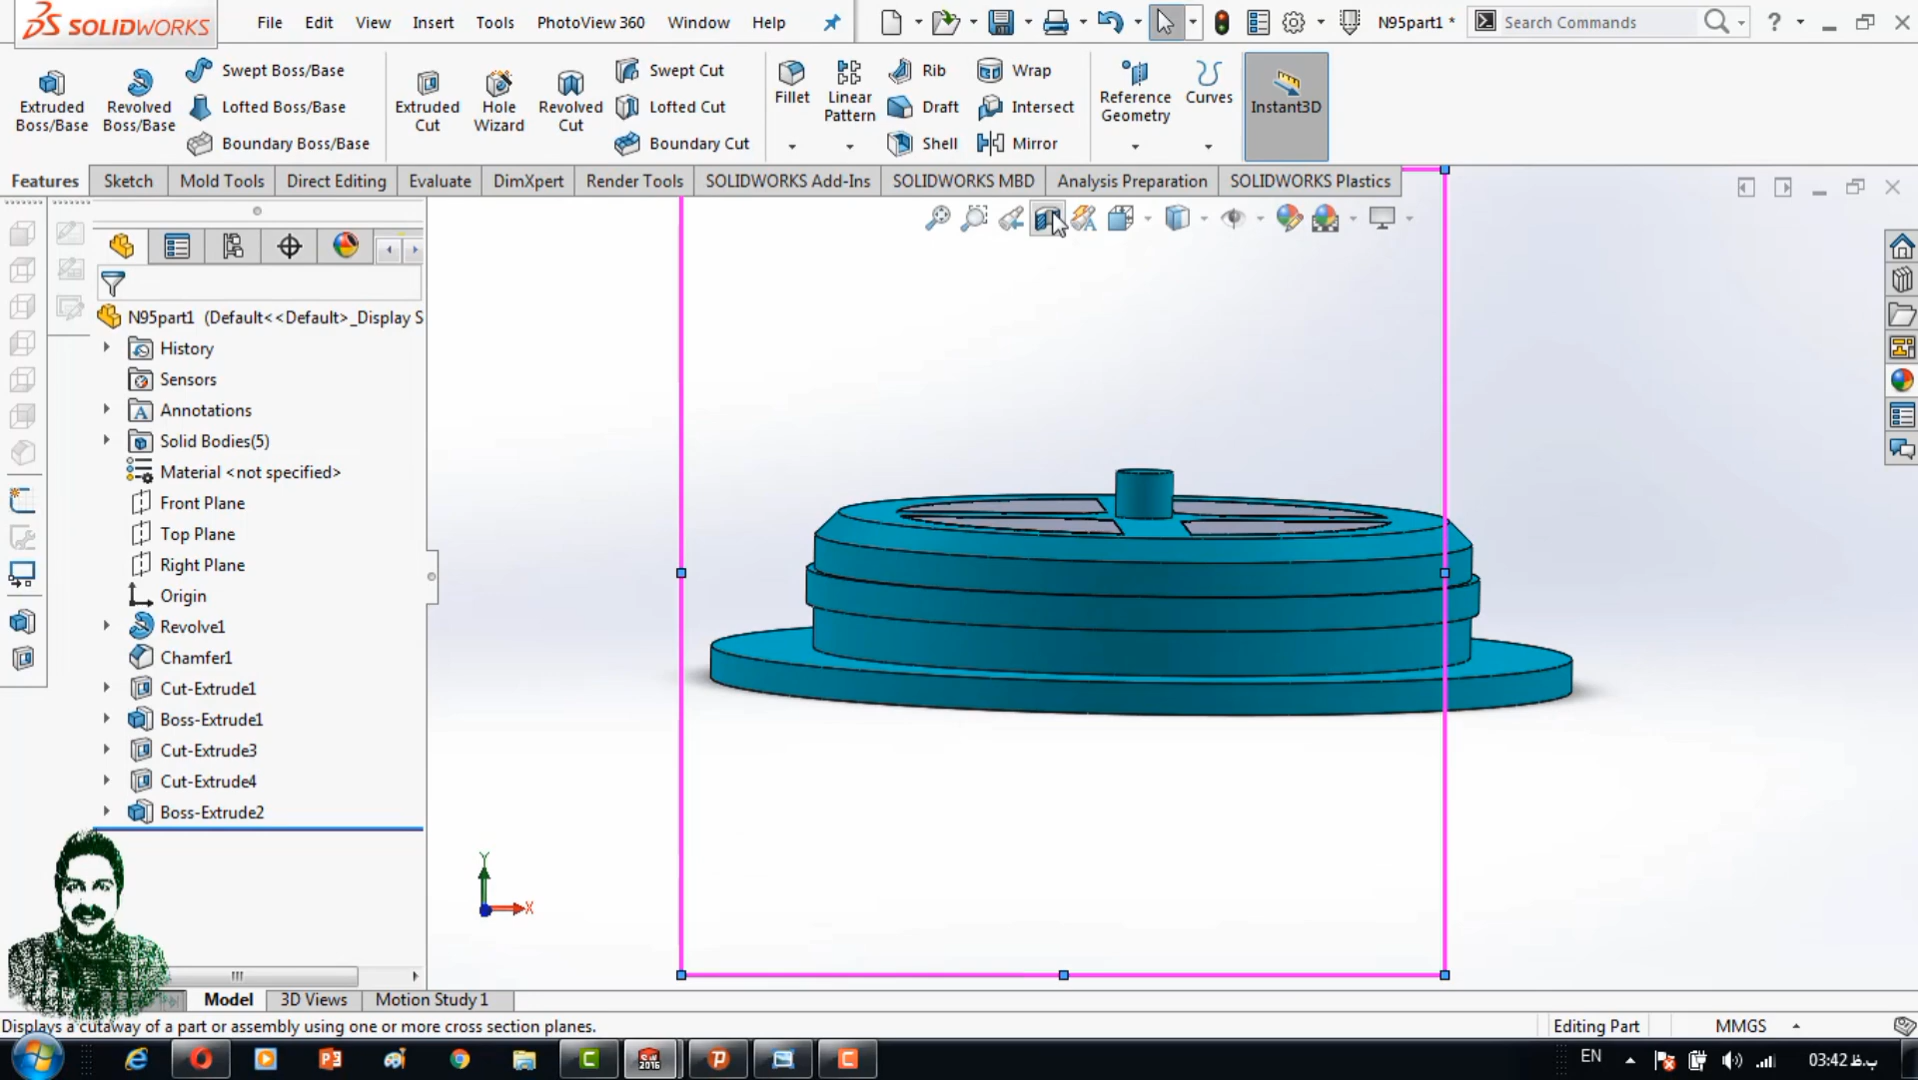 SOLIDWORKS File Edit View Insert Tools PhotoView 360 Window Help N95part1 * Search Commands
Extruded Boss/Base
Revolved Boss/Base
Swept Boss/Base
Lofted Boss/Base
Boundary Boss/Base
Extruded Cut
Hole Wizard
Revolved Cut
Swept Cut
Lofted Cut
Boundary Cut
Fillet
Linear Pattern
Rib
Draft
Shell
Wrap
Intersect
Mirror
Reference Geometry
Curves
Instant3D
Features Sketch Mold Tools Direct Editing Evaluate DimXpert Render Tools SOLIDWORKS Add-Ins SOLIDWORKS MBD Analysis Preparation SOLIDWORKS Plastics
N95part1 (Default<<Default>_Display S
History
Sensors
Annotations
Solid Bodies(5)
Material <not specified>
Front Plane
Top Plane
Right Plane
Origin
Revolve1
Chamfer1
Cut-Extrude1
Boss-Extrude1
Cut-Extrude3
Cut-Extrude4
Boss-Extrude2
Y
X
Model 3D Views Motion Study 1
Displays a cutaway of a part or assembly using one or more cross section planes. Editing Part MMGS
EN 03:42 ب.ظ